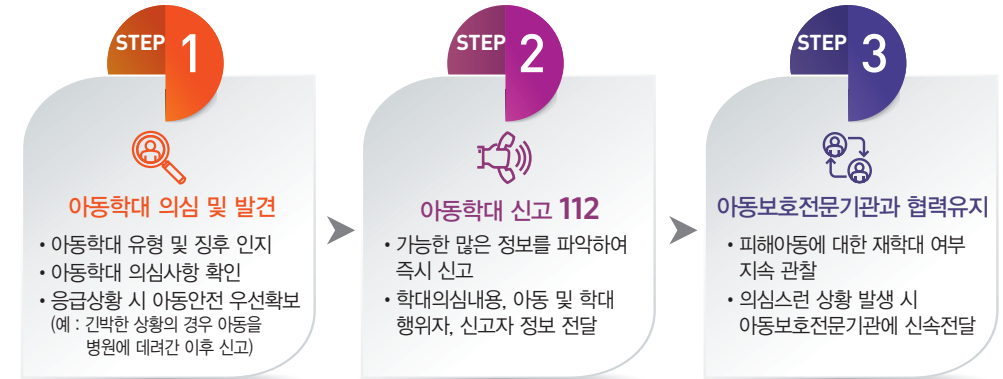 STEP 1
아동학대 의심 및 발견
• 아동학대 유형 및 징후 인지
• 아동학대 의심사항 확인
• 응급상황 시 아동안전 우선확보
(예 : 긴박한 상황의 경우 아동을
병원에 데려간 이후 신고)
STEP 2
아동학대 신고 112
• 가능한 많은 정보를 파악하여
즉시 신고
• 학대의심내용, 아동 및 학대
행위자, 신고자 정보 전달
STEP 3
아동보호전문기관과 협력유지
• 피해아동에 대한 재학대 여부
지속 관찰
• 의심스런 상황 발생 시
아동보호전문기관에 신속전달